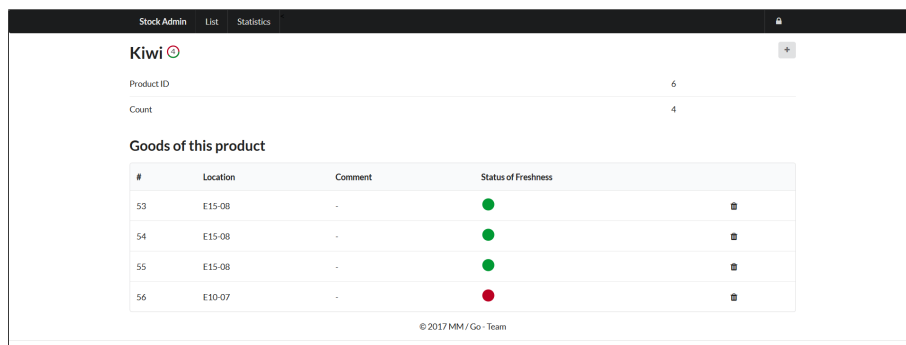 Stock Admin List Statistics
Kiwi 4
+
Product ID 6
Count 4
Goods of this product
# Location Comment Status of Freshness
53 E15-08 -
54 E15-08 -
55 E15-08 -
56 E10-07 -
© 2017 MM / Go - Team